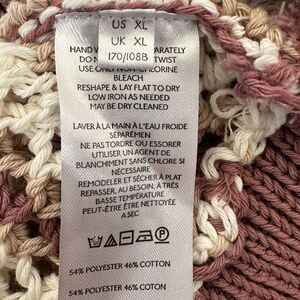 US XL
UK XL
170/108B
HAND W PARATELY
DO N TWIST
USE ONLY NON-CHLORINE
BLEACH
RESHAPE & LAY FLAT TO DRY
LOW IRON AS NEEDED
MAY BE DRY CLEANED
LAVER À LA MAIN À L'EAU FROIDE
SÉPARÉMENT
NE PAS TORDRE OU ESSORER
UTILISER UN AGENT DE
BLANCHIMENT SANS CHLORE SI
NÉCESSAIRE
REMODELER ET SÉCHER À PLAT
REPASSER, AU BESOIN, À TRÈS
BASSE TEMPÉRATURE
PEUT-ÊTRE ÊTRE NETTOYÉE
A SEC
54% POLYESTER 46% COTTON
54% POLYESTER 46% COTON